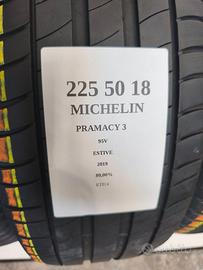 225 50 18
MICHELIN
PRAMACY 3
95V
ESTIVE
2019
80,00%